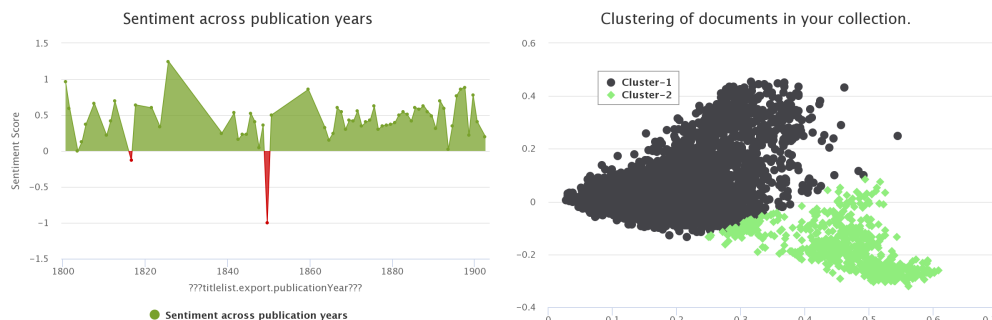 Sentiment across publication years
1.5
1
0.5
0
−0.5
−1
−1.5
Sentiment Score
1800 1820 1840 1860 1880 1900
???titlelist.export.publicationYear???
Sentiment across publication years
Clustering of documents in your collection.
0.6
0.4
0.2
0
−0.2
−0.4
Cluster-1
Cluster-2
0 0.1 0.2 0.3 0.4 0.5 0.6